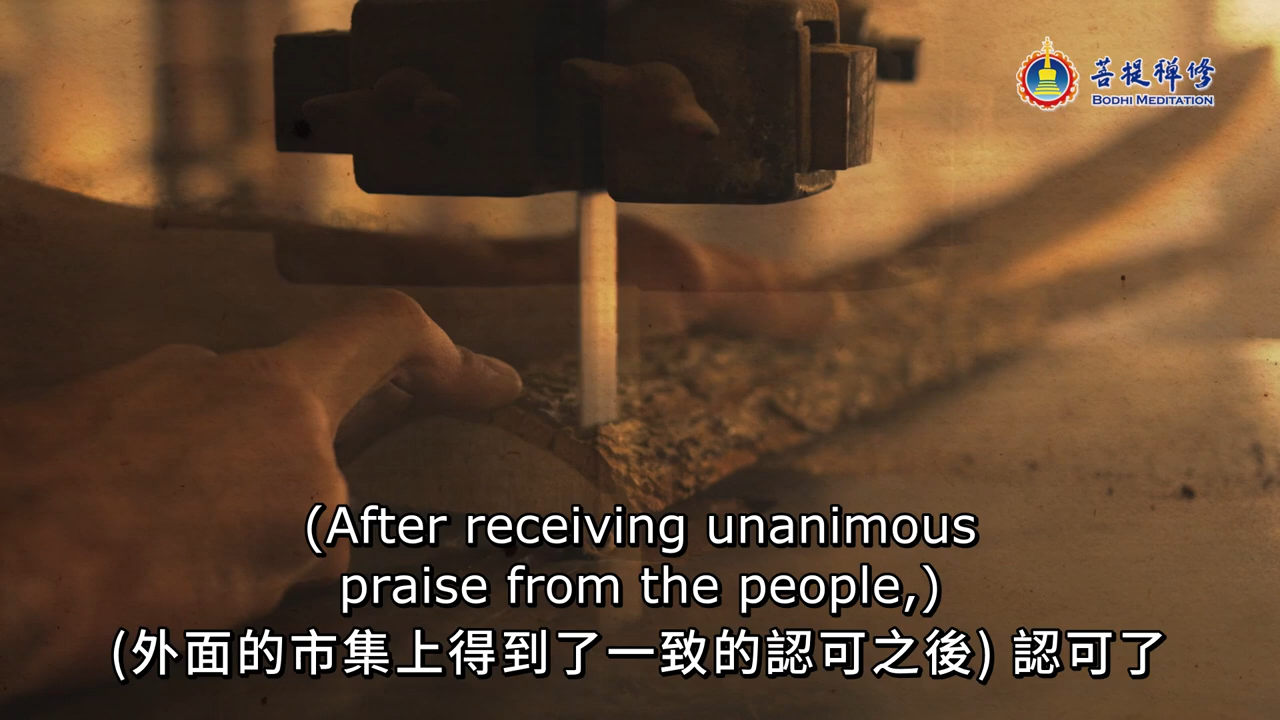 菩提禪修
BODHI MEDITATION
(After receiving unanimous
praise from the people,)
(外面的市集上得到了一致的認可之後) 認可了